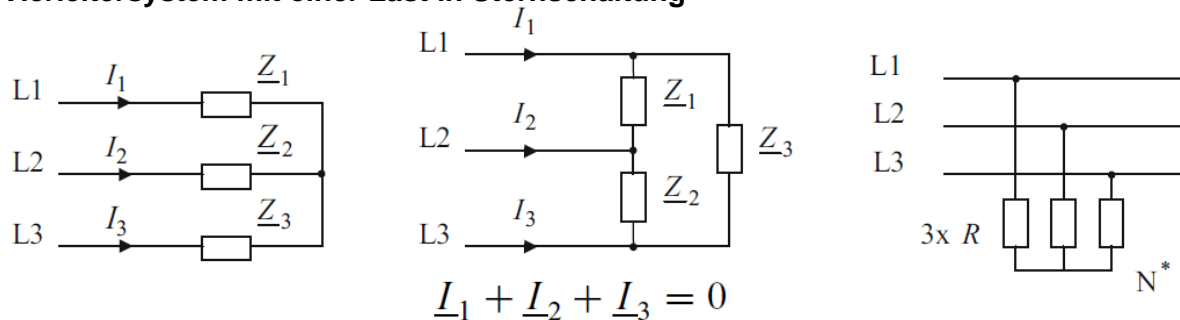 mit einer Last in Sternschaltung
L1 I₁ Z₁
L2 I₂ Z₂
L3 I₃ Z₃
L1 I₁
Z₁
L2 I₂
Z₃
Z₂
L3 I₃
I₁ + I₂ + I₃ = 0
L1
L2
L3
3x R
N*